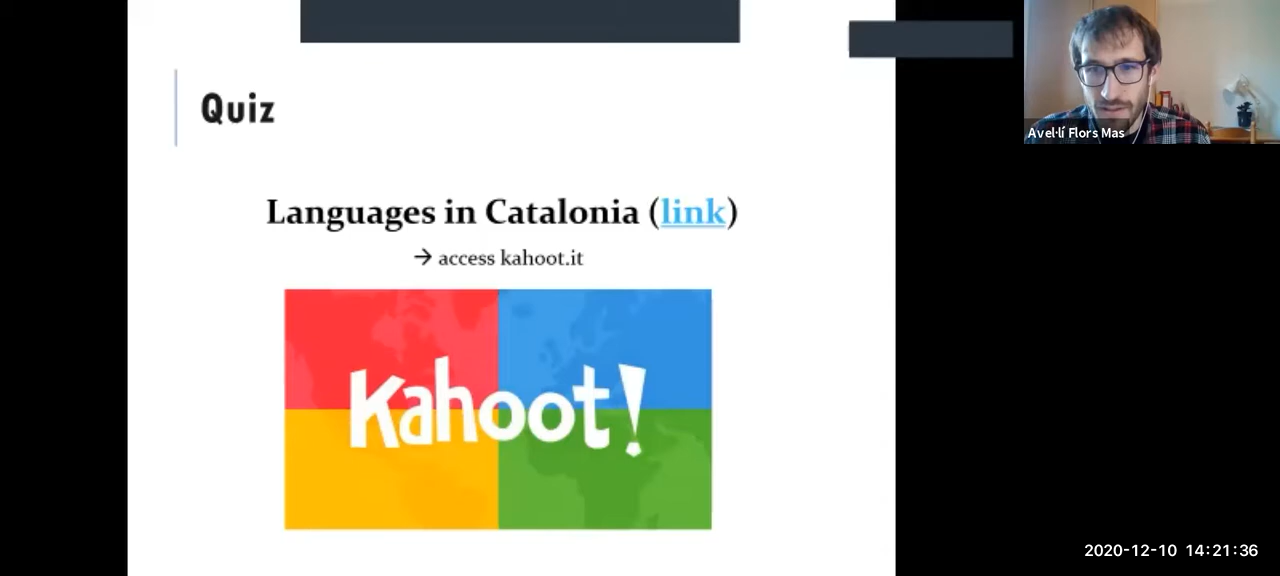 Quiz
Languages in Catalonia (link)
→ access kahoot.it
Kahoot!
Avel·lí Flors Mas
2020-12-10 14:21:36